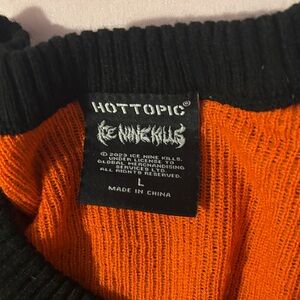 HOTTOPIC®
ICE NINE KILLS
© 2023 ICE NINE KILLS.
UNDER LICENSE TO
GLOBAL MERCHANDISING
SERVICES LTD.
ALL RIGHTS RESERVED.
L
MADE IN CHINA